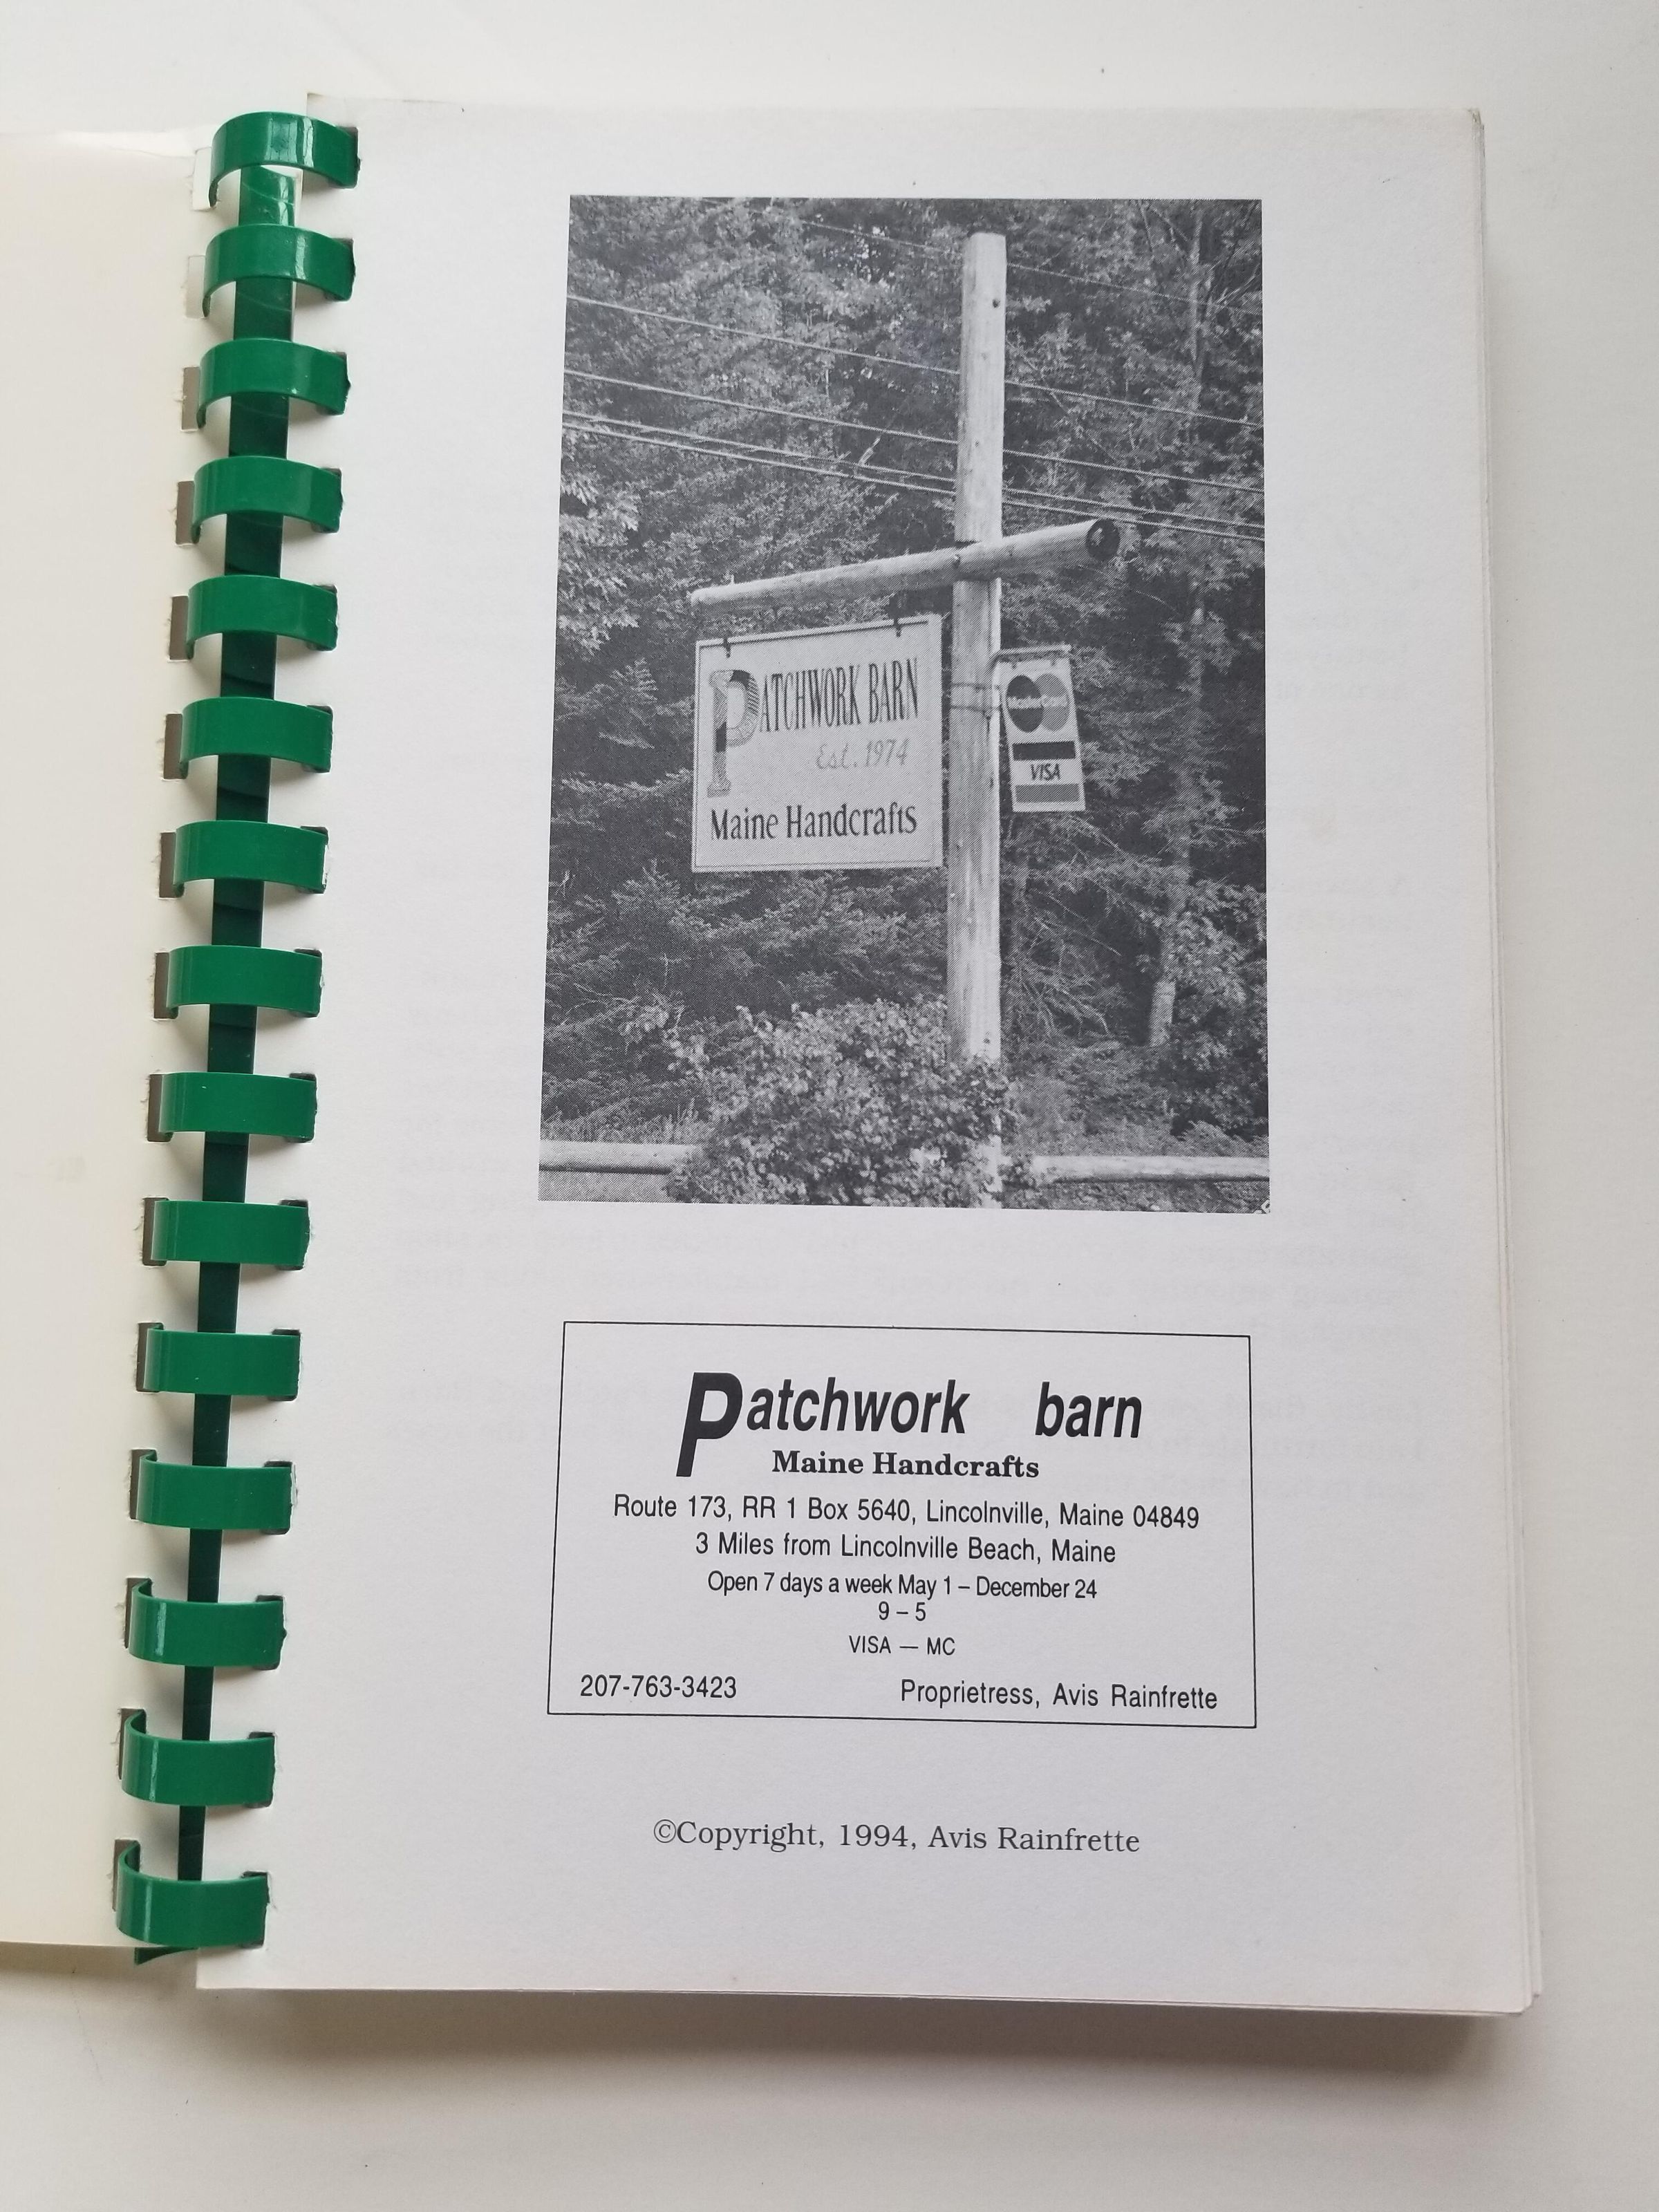 PATCHWORK BARN
Est. 1974
Maine Handcrafts
VISA
Patchwork barn
Maine Handcrafts
Route 173, RR 1 Box 5640, Lincolnville, Maine 04849
3 Miles from Lincolnville Beach, Maine
Open 7 days a week May 1 – December 24
9 – 5
VISA — MC
207-763-3423 Proprietress, Avis Rainfrette
©Copyright, 1994, Avis Rainfrette